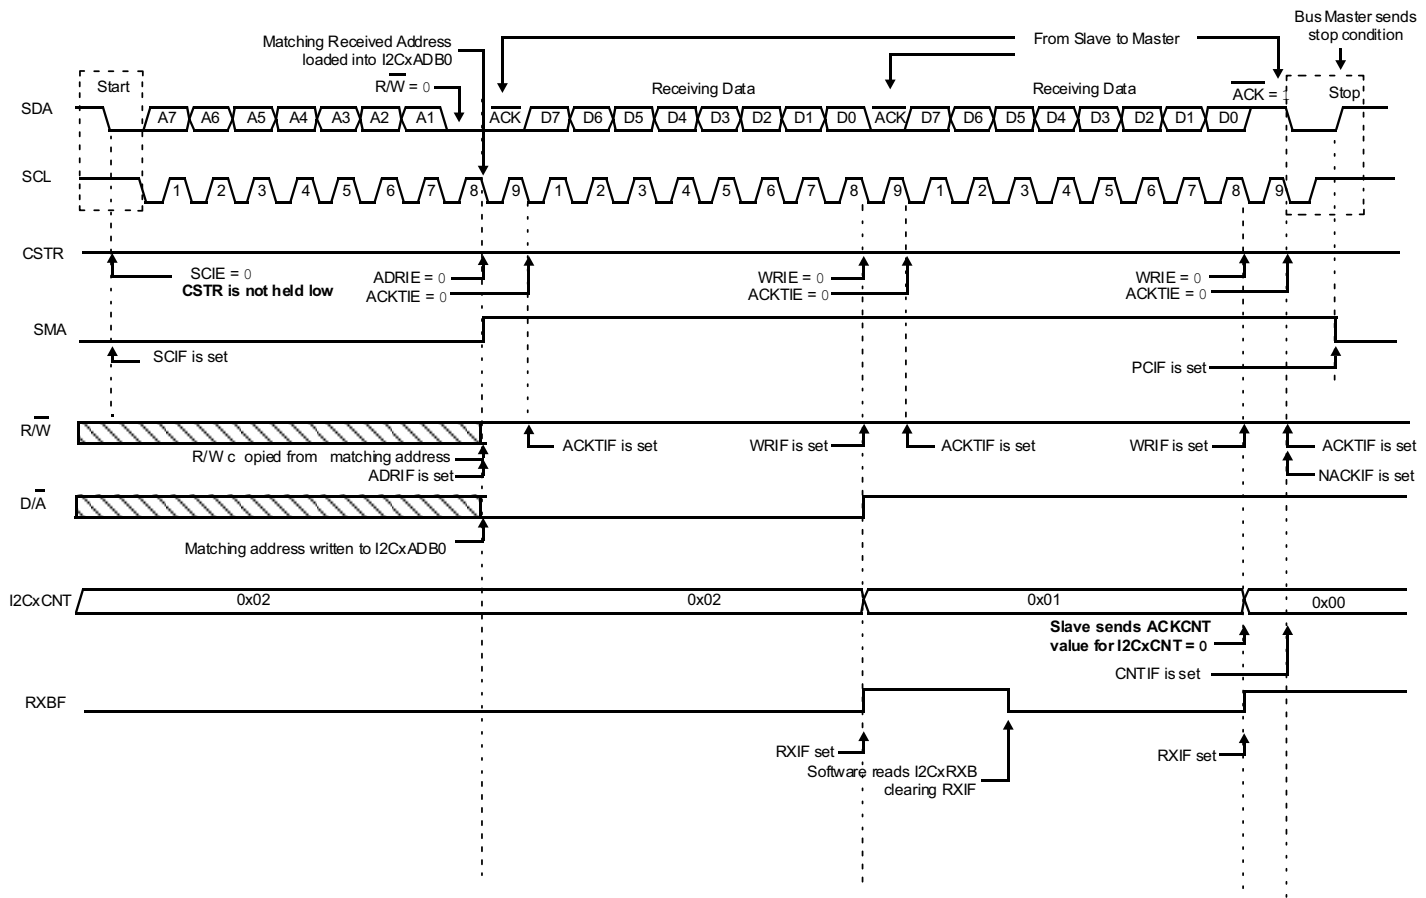 Bus Master sends
stop condition
Matching Received Address
loaded into I2CxADB0
From Slave to Master
R/W = 0
Start
Receiving Data
Receiving Data
ACK =
Stop
SDA
A7 A6 A5 A4 A3 A2 A1 ACK D7 D6 D5 D4 D3 D2 D1 D0 ACK D7 D6 D5 D4 D3 D2 D1 D0
SCL
1 2 3 4 5 6 7 8 9 1 2 3 4 5 6 7 8 9 1 2 3 4 5 6 7 8 9
CSTR
SCIE = 0
CSTR is not held low
ADRIE = 0
ACKTIE = 0
WRIE = 0
ACKTIE = 0
WRIE = 0
ACKTIE = 0
SMA
SCIF is set
PCIF is set
R/W
ACKTIF is set
WRIF is set
ACKTIF is set
WRIF is set
ACKTIF is set
R/W c opied from matching address
ADRIF is set
NACKIF is set
D/A
Matching address written to I2CxADB0
I2CxCNT
0x02 0x02 0x01 0x00
Slave sends ACKCNT
value for I2CxCNT = 0
CNTIF is set
RXBF
RXIF set
RXIF set
Software reads I2CxRXB
clearing RXIF